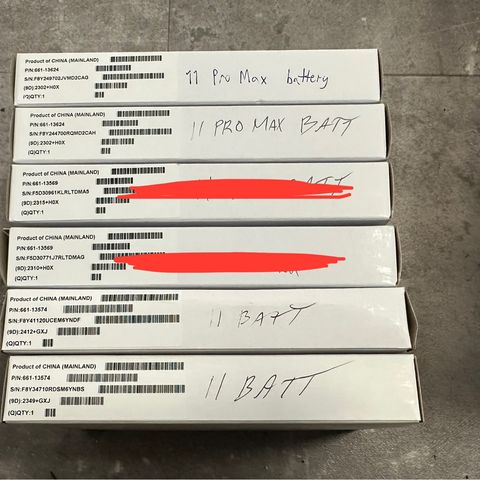 Product of CHINA (MAINLAND)
P/N:661-13624
S/N:F8Y249702JVMD2CAG
(9D):2302+H0X
(*2)QTY:1
11 Pro Max battery
Product of CHINA (MAINLAND)
P/N:661-13624
S/N:F8Y244700RQMD2CAH
(9D):2302+H0X
(Q)QTY:1
11 PRO MAX BATT
Product of CHINA (MAINLAND)
P/N:661-13569
S/N:F5D30961KLRLTDMA5
(9D):2315+H0X
(Q)QTY:1
Product of CHINA (MAINLAND)
P/N:661-13569
S/N:F5D30771J7RLTDMAG
(9D):2310+H0X
(Q)QTY:1
Product of CHINA (MAINLAND)
P/N:661-13574
S/N:F8Y41120UCEM6YNDF
(9D):2412+GXJ
(Q)QTY:1
11 BATT
Product of CHINA (MAINLAND)
P/N:661-13574
S/N:F8Y34710RDSM6YNBS
(9D):2349+GXJ
(Q)QTY:1
11 BATT